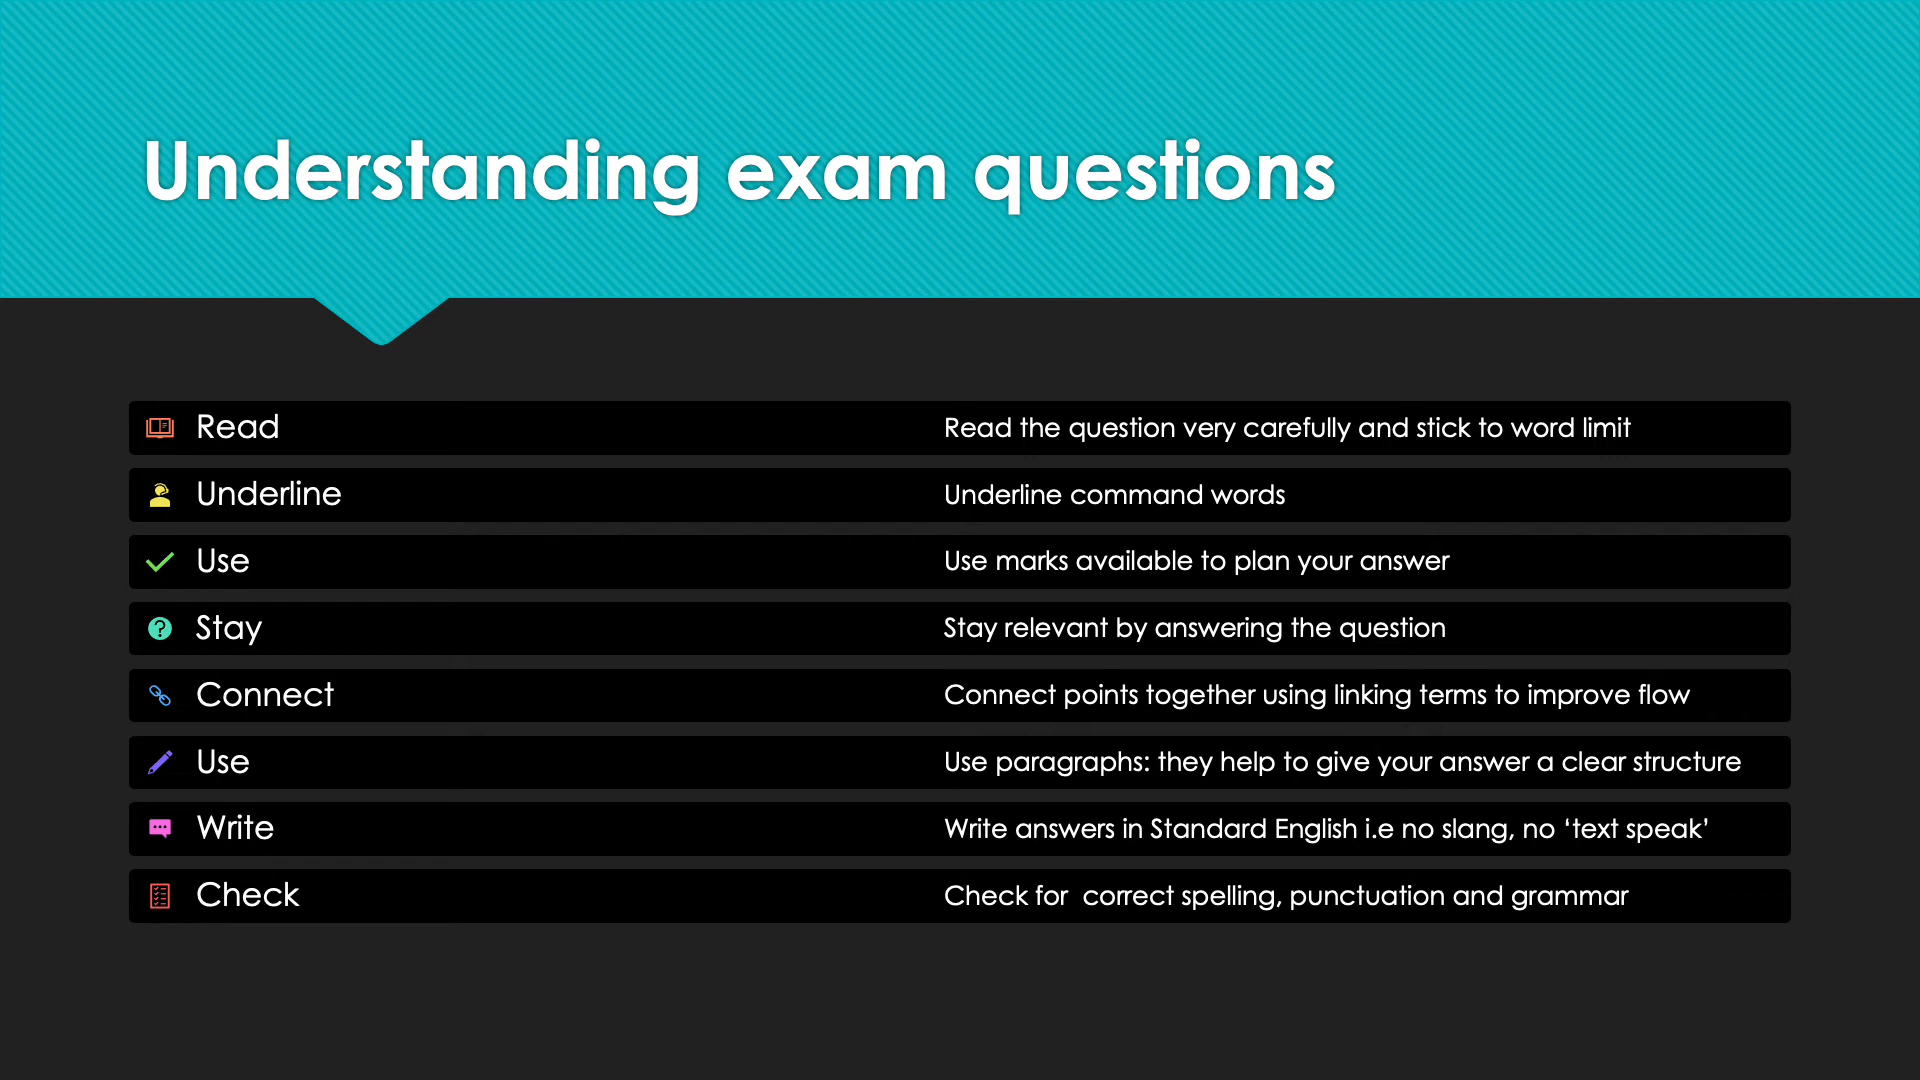 Understanding exam questions
Read
Read the question very carefully and stick to word limit
Underline
Underline command words
Use
Use marks available to plan your answer
Stay
Stay relevant by answering the question
Connect
Connect points together using linking terms to improve flow
Use
Use paragraphs: they help to give your answer a clear structure
Write
Write answers in Standard English i.e no slang, no ‘text speak’
Check
Check for  correct spelling, punctuation and grammar